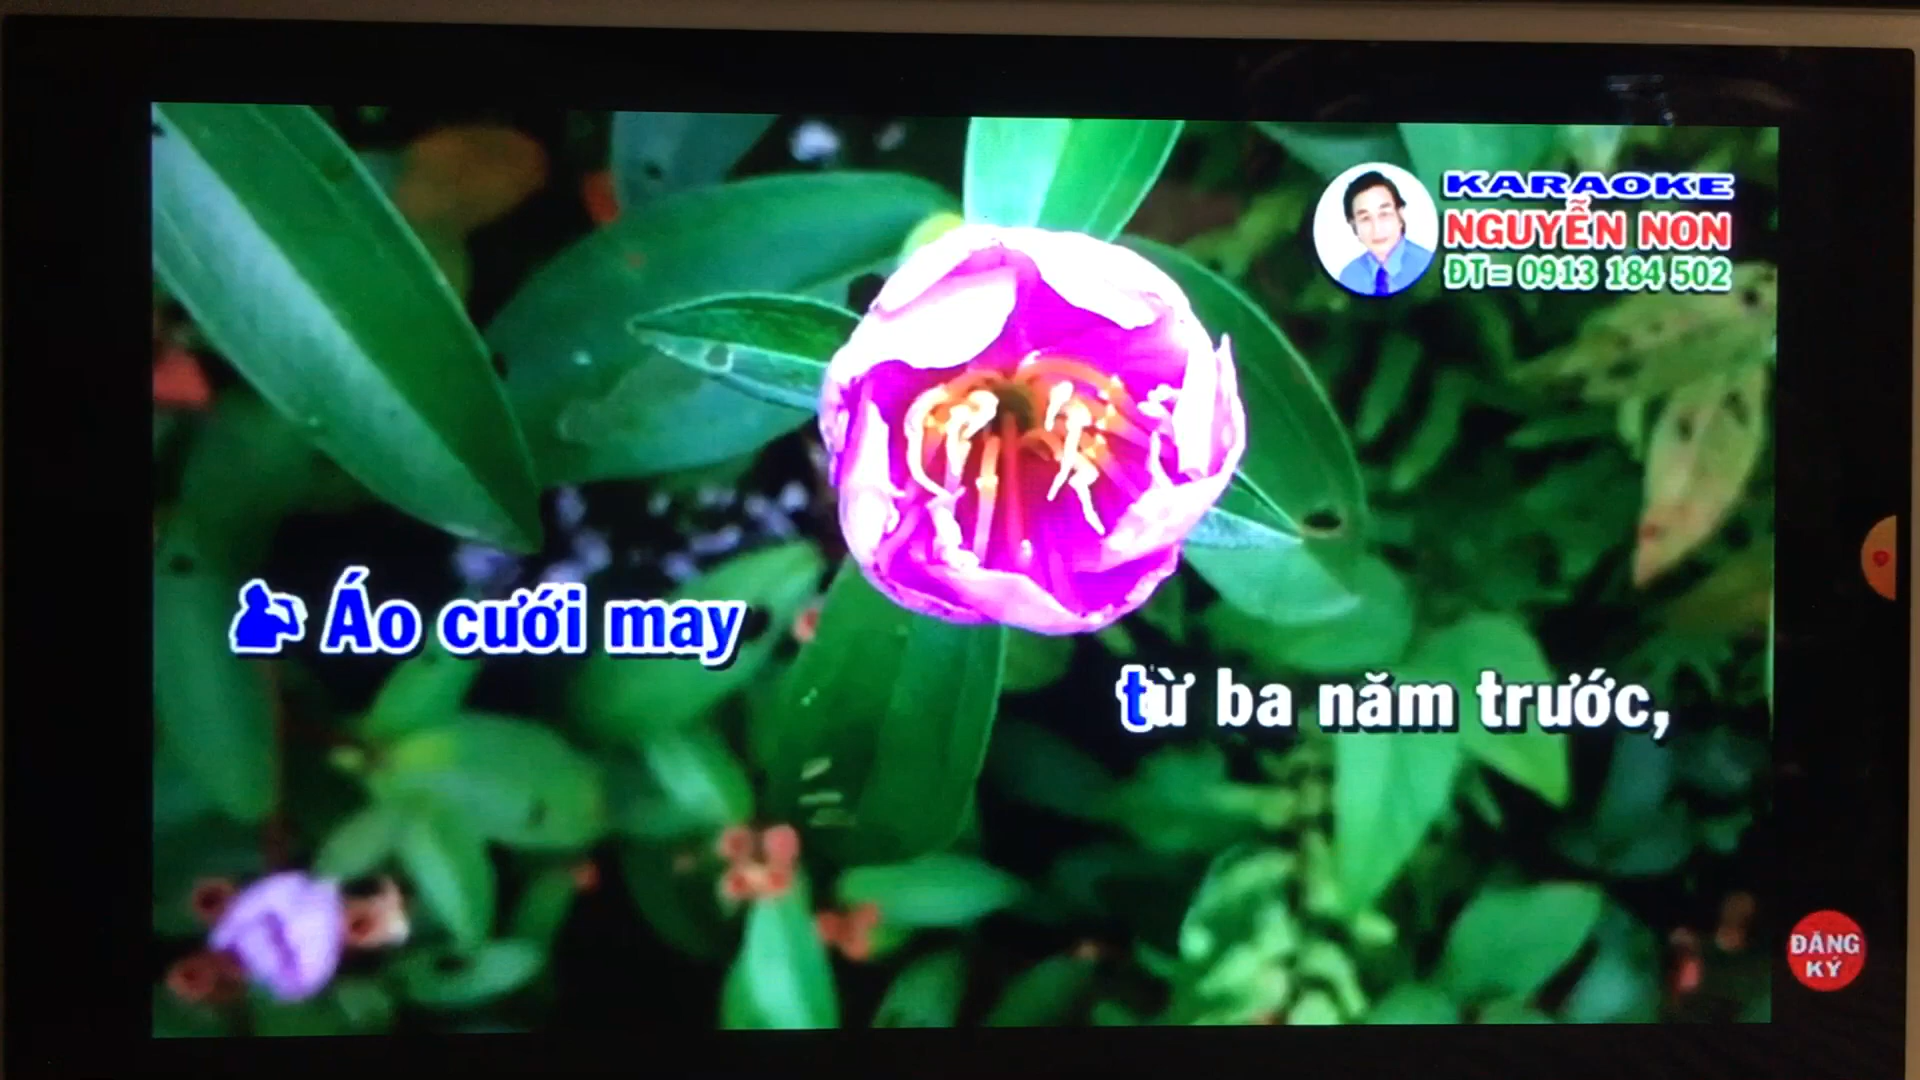 KARAOKE
NGUYỄN NON
ĐT= 0913 184 502
Áo cưới may
từ ba năm trước,
ĐĂNG
KÝ